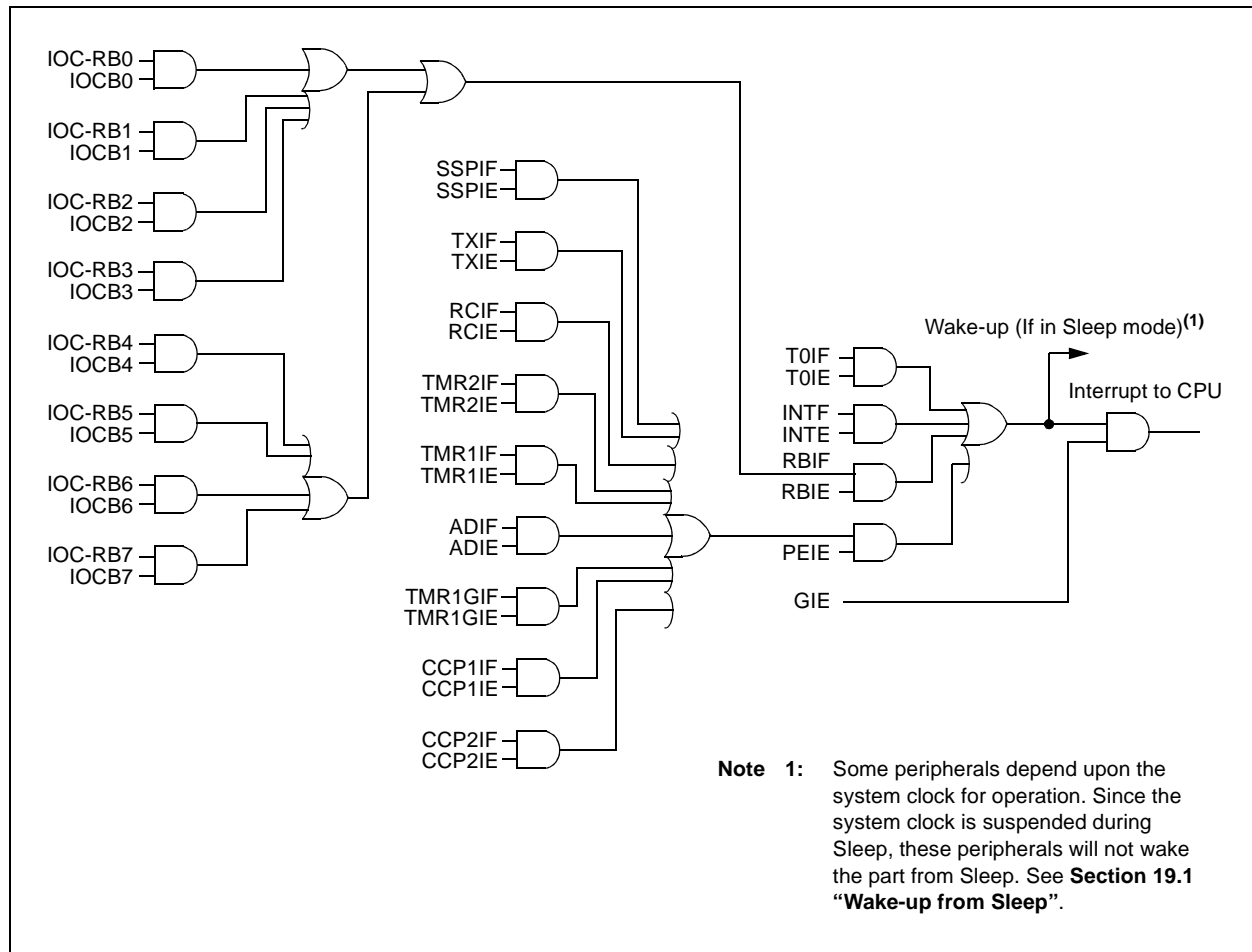 IOC-RB0
IOCB0
IOC-RB1
IOCB1
IOC-RB2
IOCB2
IOC-RB3
IOCB3
IOC-RB4
IOCB4
IOC-RB5
IOCB5
IOC-RB6
IOCB6
IOC-RB7
IOCB7
SSPIF
SSPIE
TXIF
TXIE
RCIF
RCIE
TMR2IF
TMR2IE
TMR1IF
TMR1IE
ADIF
ADIE
TMR1GIF
TMR1GIE
CCP1IF
CCP1IE
CCP2IF
CCP2IE
T0IF
T0IE
INTF
INTE
RBIF
RBIE
PEIE
GIE
Wake-up (If in Sleep mode)(1)
Interrupt to CPU
Note 1: Some peripherals depend upon the
system clock for operation. Since the
system clock is suspended during
Sleep, these peripherals will not wake
the part from Sleep. See Section 19.1
“Wake-up from Sleep”.